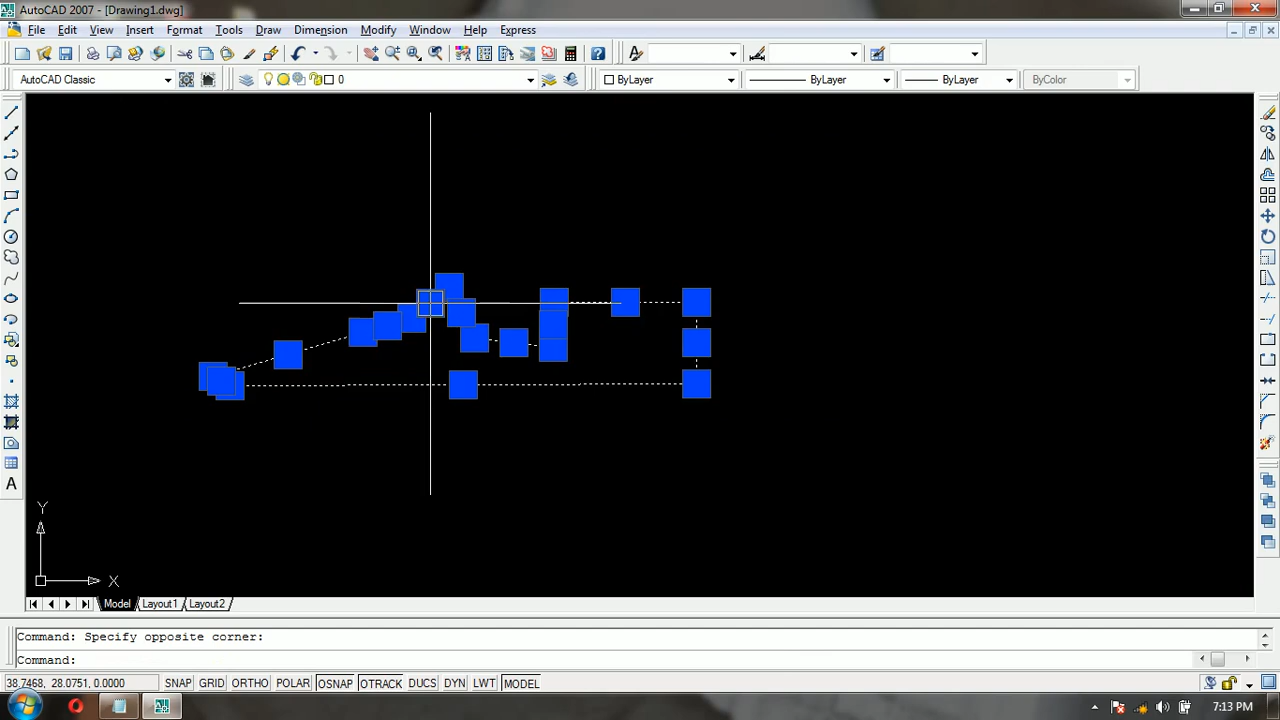 AutoCAD 2007 - [Drawing1.dwg]
File Edit View Insert Format Tools Draw Dimension Modify Window Help Express
AutoCAD Classic 0 ByLayer ByLayer ByLayer ByColor
A
Y
X
Model Layout1 Layout2
Command: Specify opposite corner:
Command:
38.7468, 28.0751, 0.0000 SNAP GRID ORTHO POLAR OSNAP OTRACK DUCS DYN LWT MODEL
7:13 PM